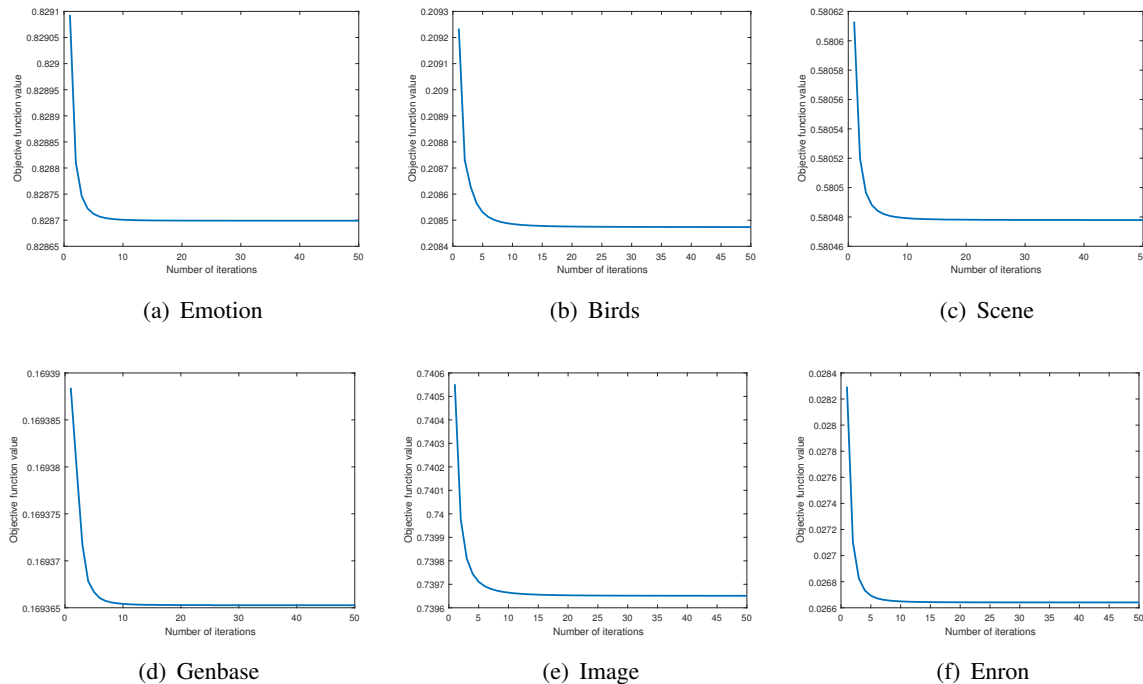 0.8291
0.82905
0.829
0.82895
0.8289
0.82885
0.8288
0.82875
0.8287
0.82865
Objective function value
0 10 20 30 40 50
Number of iterations
(a) Emotion
0.2093
0.2092
0.2091
0.209
0.2089
0.2088
0.2087
0.2086
0.2085
0.2084
Objective function value
0 5 10 15 20 25 30 35 40 45 50
Number of iterations
(b) Birds
0.58062
0.5806
0.58058
0.58056
0.58054
0.58052
0.5805
0.58048
0.58046
Objective function value
0 10 20 30 40 50
Number of iterations
(c) Scene
0.16939
0.169385
0.16938
0.169375
0.16937
0.169365
Objective function value
0 10 20 30 40 50
Number of iterations
(d) Genbase
0.7406
0.7405
0.7404
0.7403
0.7402
0.7401
0.74
0.7399
0.7398
0.7397
0.7396
Objective function value
0 5 10 15 20 25 30 35 40 45 50
Number of iterations
(e) Image
0.0284
0.0282
0.028
0.0278
0.0276
0.0274
0.0272
0.027
0.0268
0.0266
Objective function value
0 5 10 15 20 25 30 35 40 45 50
Number of iterations
(f) Enron